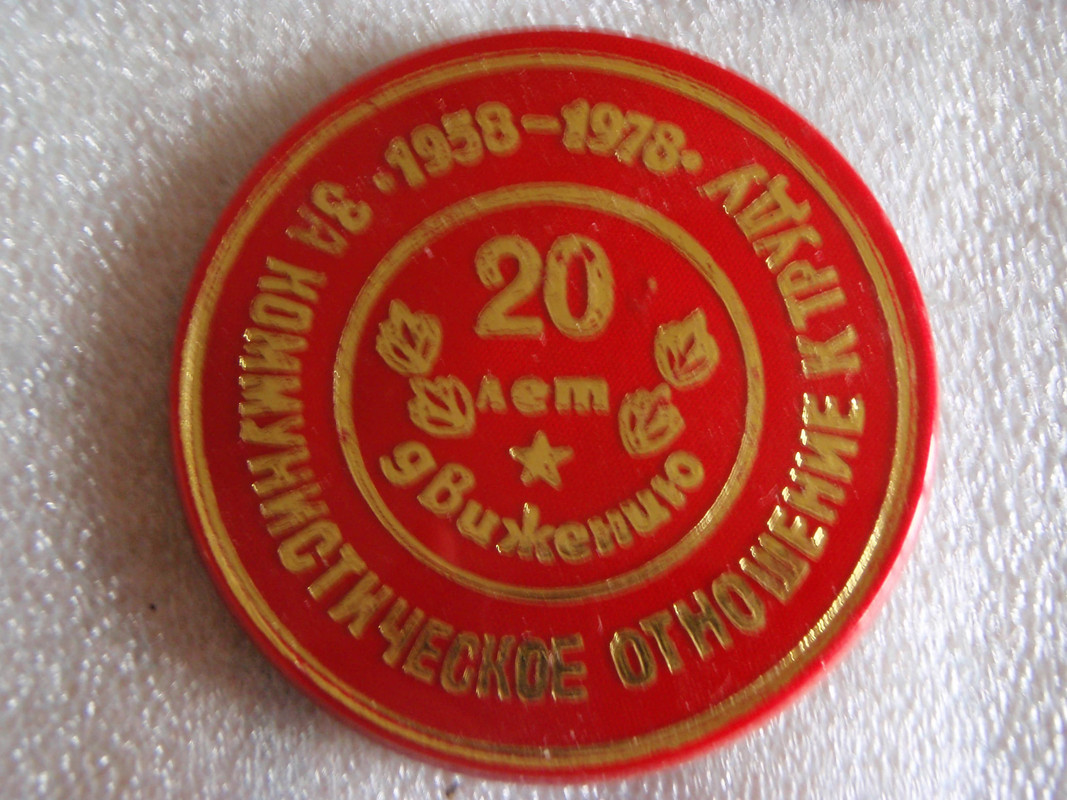 ·1958–1978·
ЗА КОММУНИСТИЧЕСКОЕ ОТНОШЕНИЕ К ТРУДУ
20
лет
движению